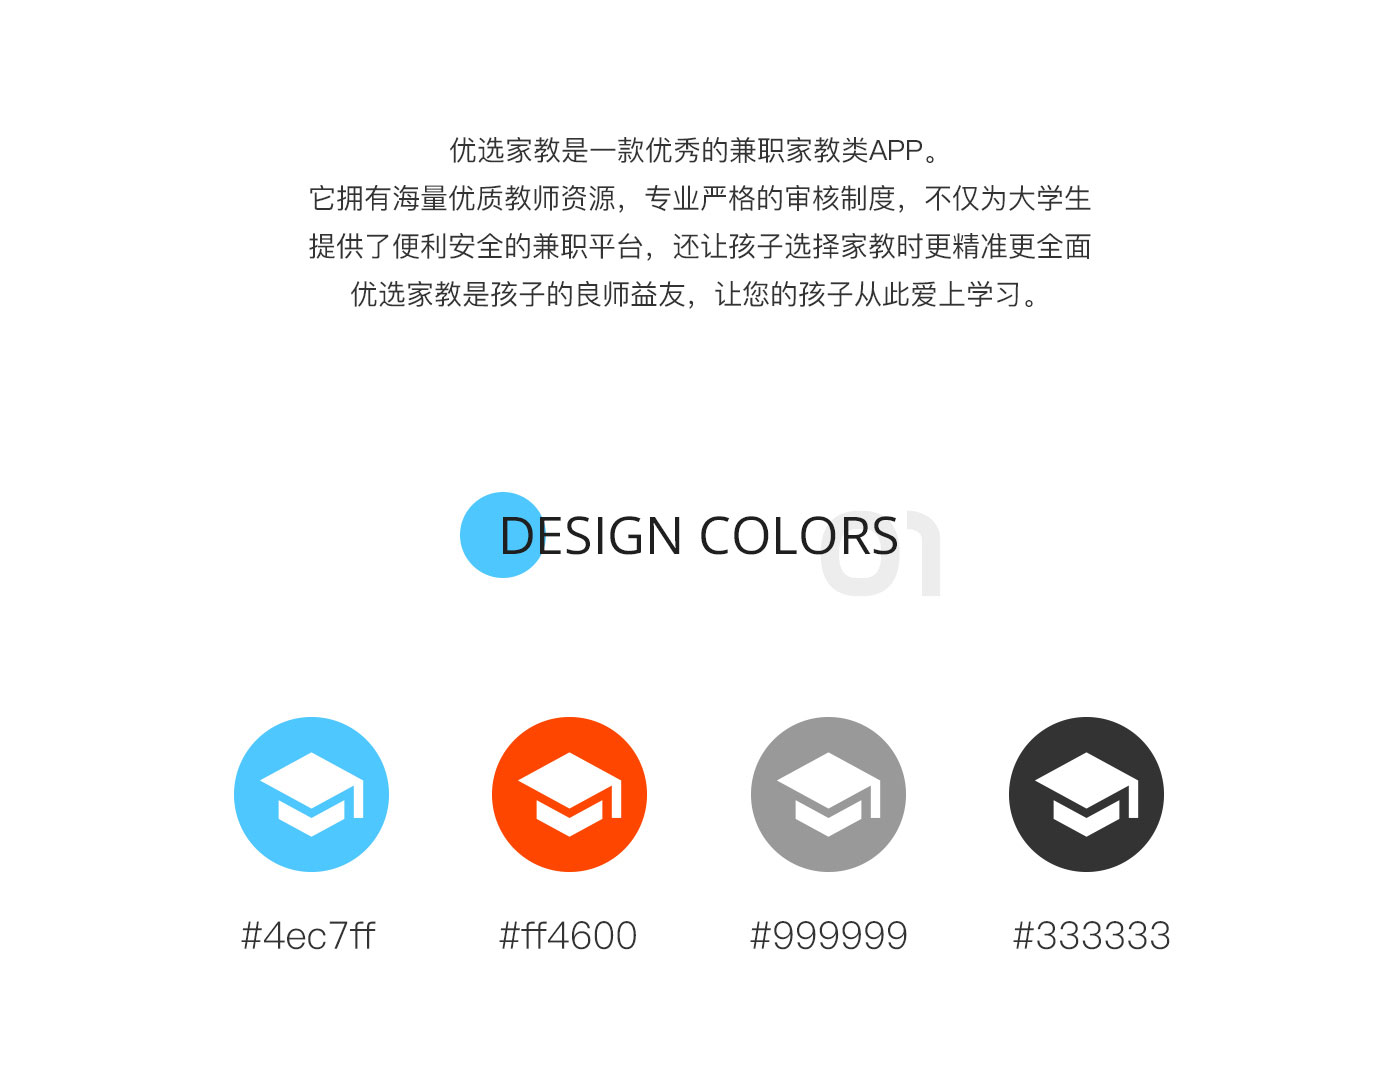 优选家教是一款优秀的兼职家教类APP。
它拥有海量优质教师资源，专业严格的审核制度，不仅为大学生
提供了便利安全的兼职平台，还让孩子选择家教时更精准更全面
优选家教是孩子的良师益友，让您的孩子从此爱上学习。
DESIGN COLORS
01
#4ec7ff
#ff4600
#999999
#333333